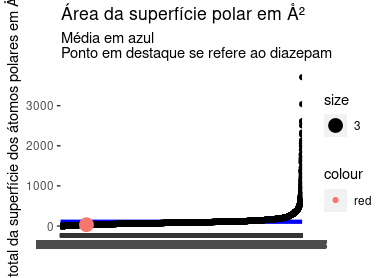 Área da superfície polar em Å²
Média em azul
Ponto em destaque se refere ao diazepam
total da superfície dos átomos polares em
3000
2000
1000
0
size
3
colour
red